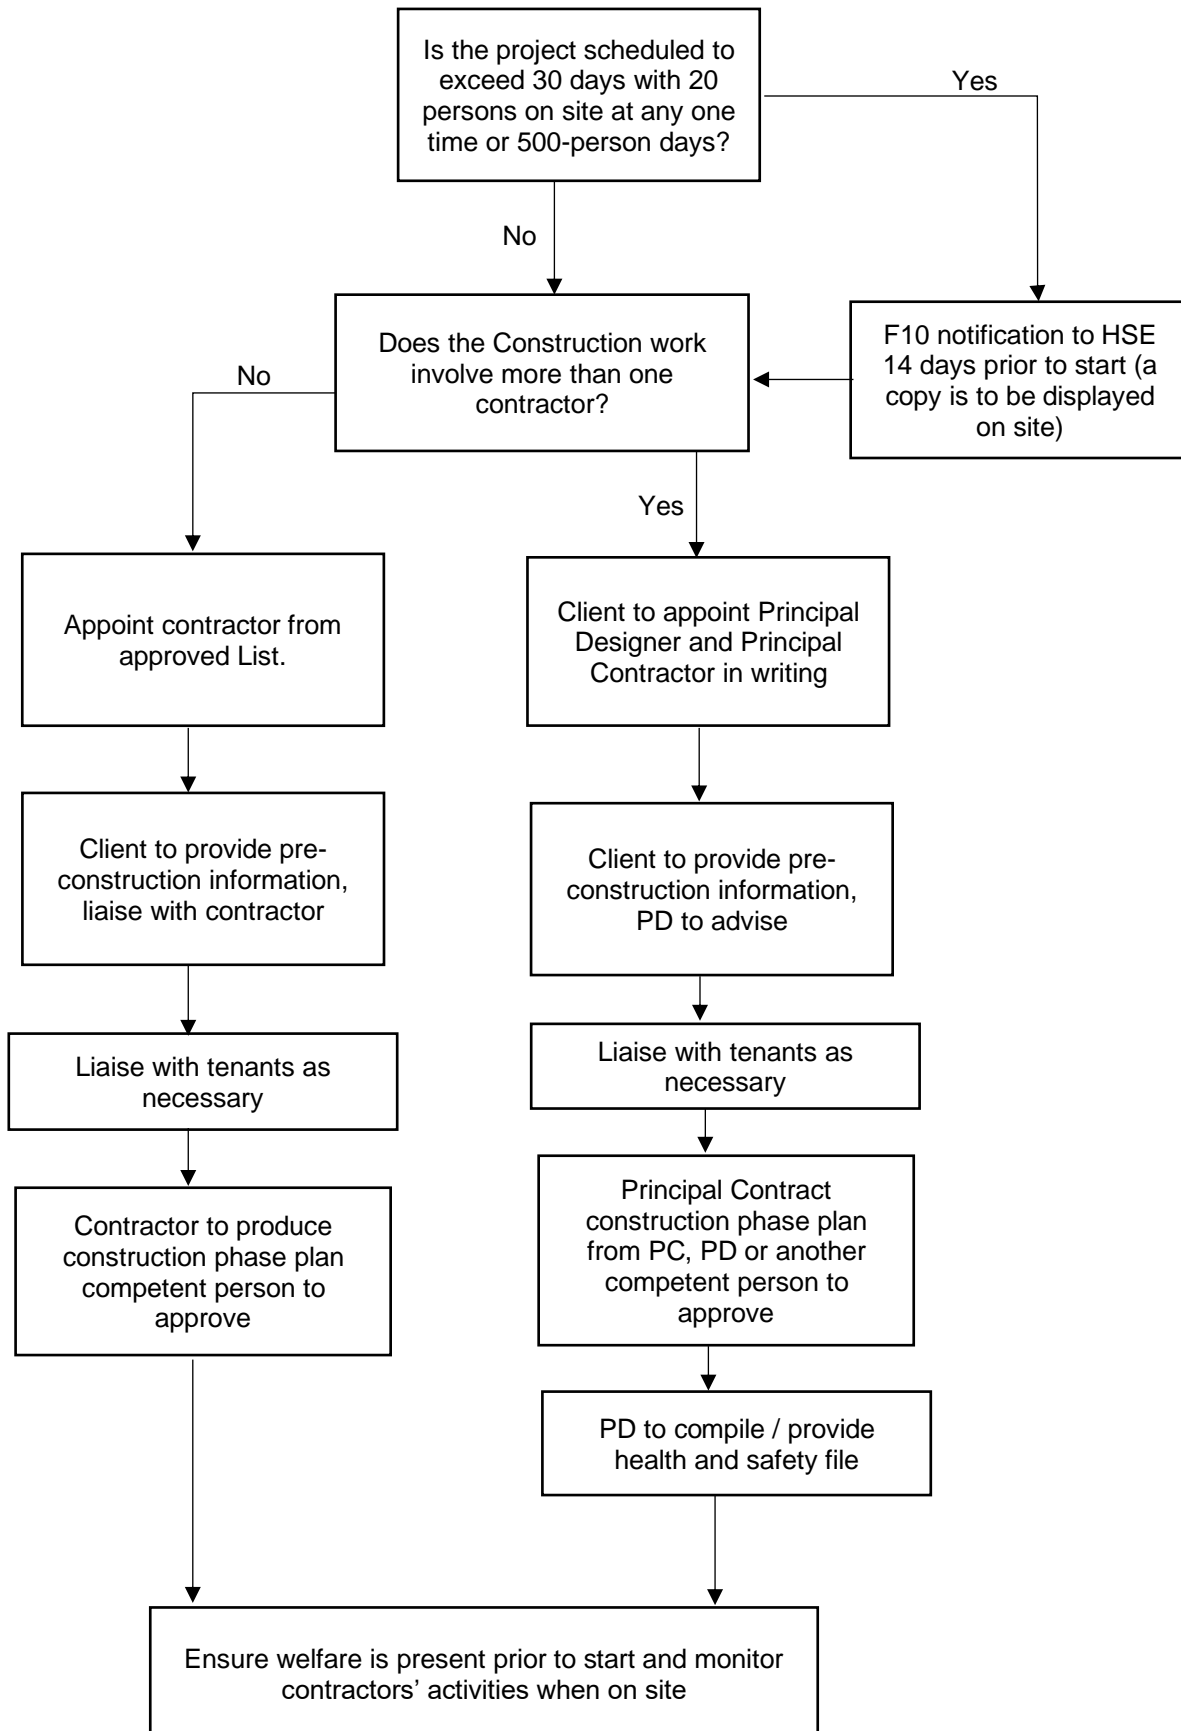 Is the project scheduled to
exceed 30 days with 20
persons on site at any one
time or 500-person days?
Yes
No
Does the Construction work
involve more than one
contractor?
F10 notification to HSE
14 days prior to start (a
copy is to be displayed
on site)
No
Yes
Appoint contractor from
approved List.
Client to appoint Principal
Designer and Principal
Contractor in writing
Client to provide pre-
construction information,
liaise with contractor
Client to provide pre-
construction information,
PD to advise
Liaise with tenants as
necessary
Liaise with tenants as
necessary
Contractor to produce
construction phase plan
competent person to
approve
Principal Contract
construction phase plan
from PC, PD or another
competent person to
approve
PD to compile / provide
health and safety file
Ensure welfare is present prior to start and monitor
contractors’ activities when on site